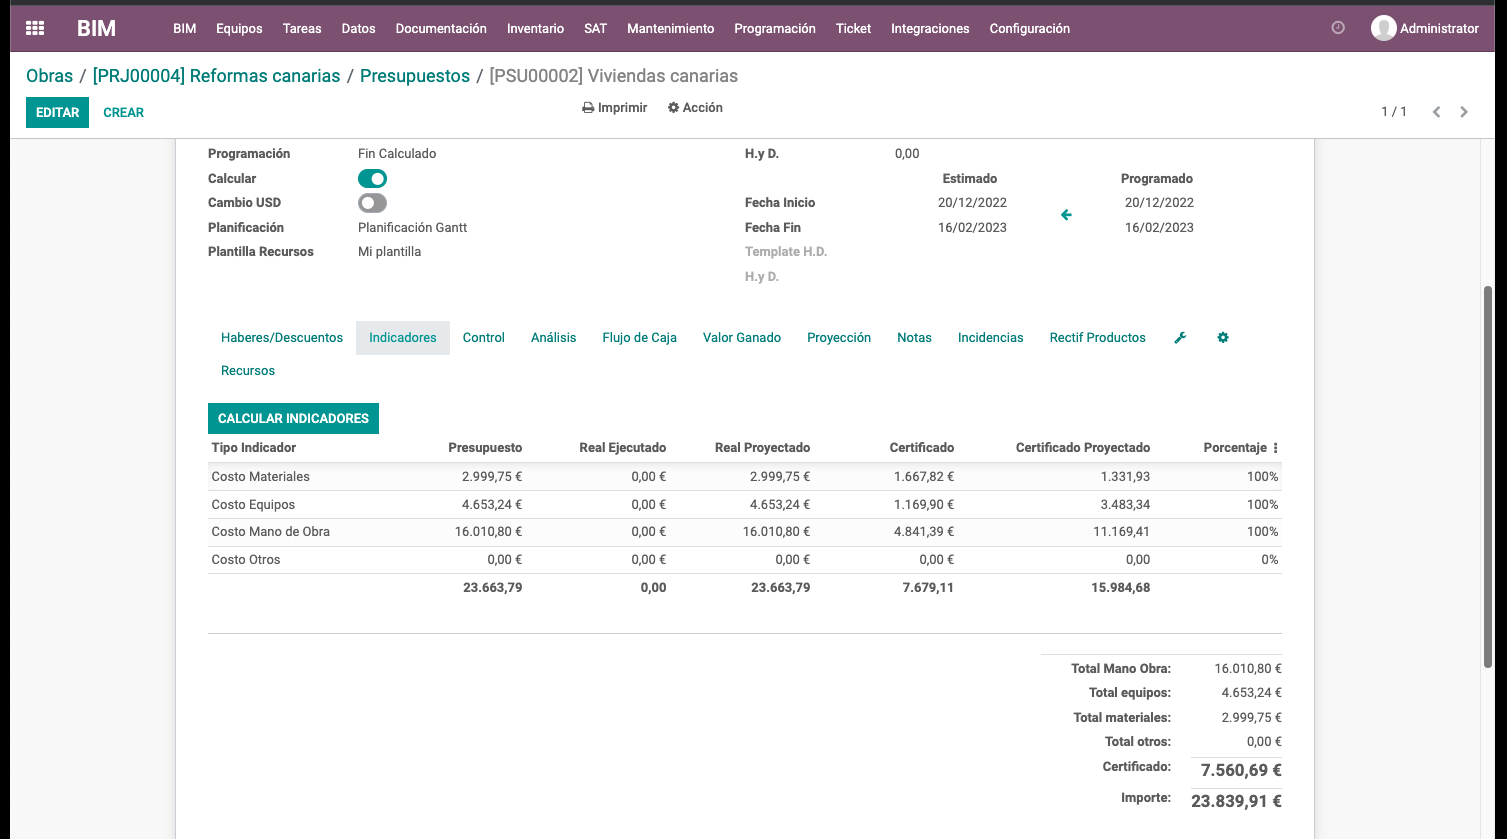 BIM BIM Equipos Tareas Datos Documentación Inventario SAT Mantenimiento Programación Ticket Integraciones Configuración Administrator
Obras / [PRJ00004] Reformas canarias / Presupuestos / [PSU00002] Viviendas canarias
EDITAR CREAR Imprimir Acción 1 / 1
Programación Fin Calculado H.y D. 0,00
Calcular Estimado Programado
Cambio USD Fecha Inicio 20/12/2022 20/12/2022
Planificación Planificación Gantt Fecha Fin 16/02/2023 16/02/2023
Plantilla Recursos Mi plantilla Template H.D.
H.y D.
Haberes/Descuentos Indicadores Control Análisis Flujo de Caja Valor Ganado Proyección Notas Incidencias Rectif Productos
Recursos
CALCULAR INDICADORES
Tipo Indicador Presupuesto Real Ejecutado Real Proyectado Certificado Certificado Proyectado Porcentaje
Costo Materiales 2.999,75 € 0,00 € 2.999,75 € 1.667,82 € 1.331,93 100%
Costo Equipos 4.653,24 € 0,00 € 4.653,24 € 1.169,90 € 3.483,34 100%
Costo Mano de Obra 16.010,80 € 0,00 € 16.010,80 € 4.841,39 € 11.169,41 100%
Costo Otros 0,00 € 0,00 € 0,00 € 0,00 € 0,00 0%
23.663,79 0,00 23.663,79 7.679,11 15.984,68
Total Mano Obra: 16.010,80 €
Total equipos: 4.653,24 €
Total materiales: 2.999,75 €
Total otros: 0,00 €
Certificado: 7.560,69 €
Importe: 23.839,91 €